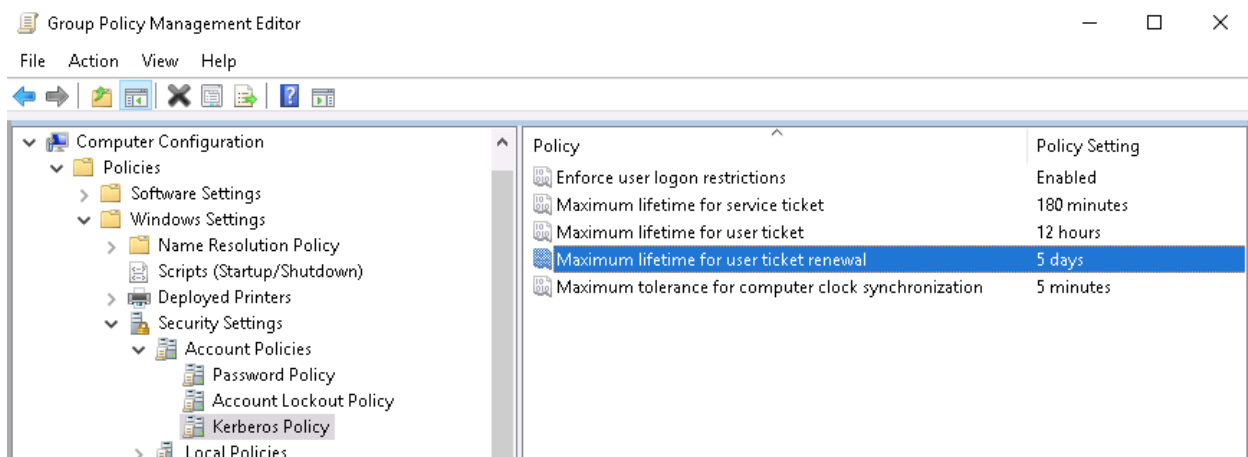 Group Policy Management Editor
File Action View Help
Computer Configuration
Policies
Software Settings
Windows Settings
Name Resolution Policy
Scripts (Startup/Shutdown)
Deployed Printers
Security Settings
Account Policies
Password Policy
Account Lockout Policy
Kerberos Policy
Local Policies
Policy Policy Setting
Enforce user logon restrictions Enabled
Maximum lifetime for service ticket 180 minutes
Maximum lifetime for user ticket 12 hours
Maximum lifetime for user ticket renewal 5 days
Maximum tolerance for computer clock synchronization 5 minutes